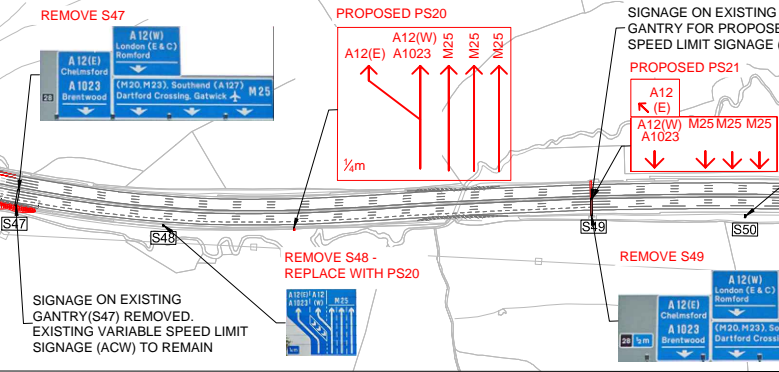 REMOVE S47
A12(W)
London (E & C)
Romford
A12(E)
Chelmsford
A1023
Brentwood
28
(M20, M23), Southend (A127)
Dartford Crossing, Gatwick
M25
PROPOSED PS20
A12(E)
A12(W)
A1023
M25
M25
M25
¼m
SIGNAGE ON EXISTING
GANTRY FOR PROPOSE
SPEED LIMIT SIGNAGE (
PROPOSED PS21
A12
(E)
A12(W)
A1023
M25 M25 M25
S47
S48
S49
S50
SIGNAGE ON EXISTING
GANTRY(S47) REMOVED.
EXISTING VARIABLE SPEED LIMIT
SIGNAGE (ACW) TO REMAIN
REMOVE S48 -
REPLACE WITH PS20
A12(E)
A1023
A12
(W)
M25
REMOVE S49
A12(W)
London (E & C)
Romford
A12(E)
Chelmsford
A1023
Brentwood
28 ½m
(M20, M23), So
Dartford Crossi